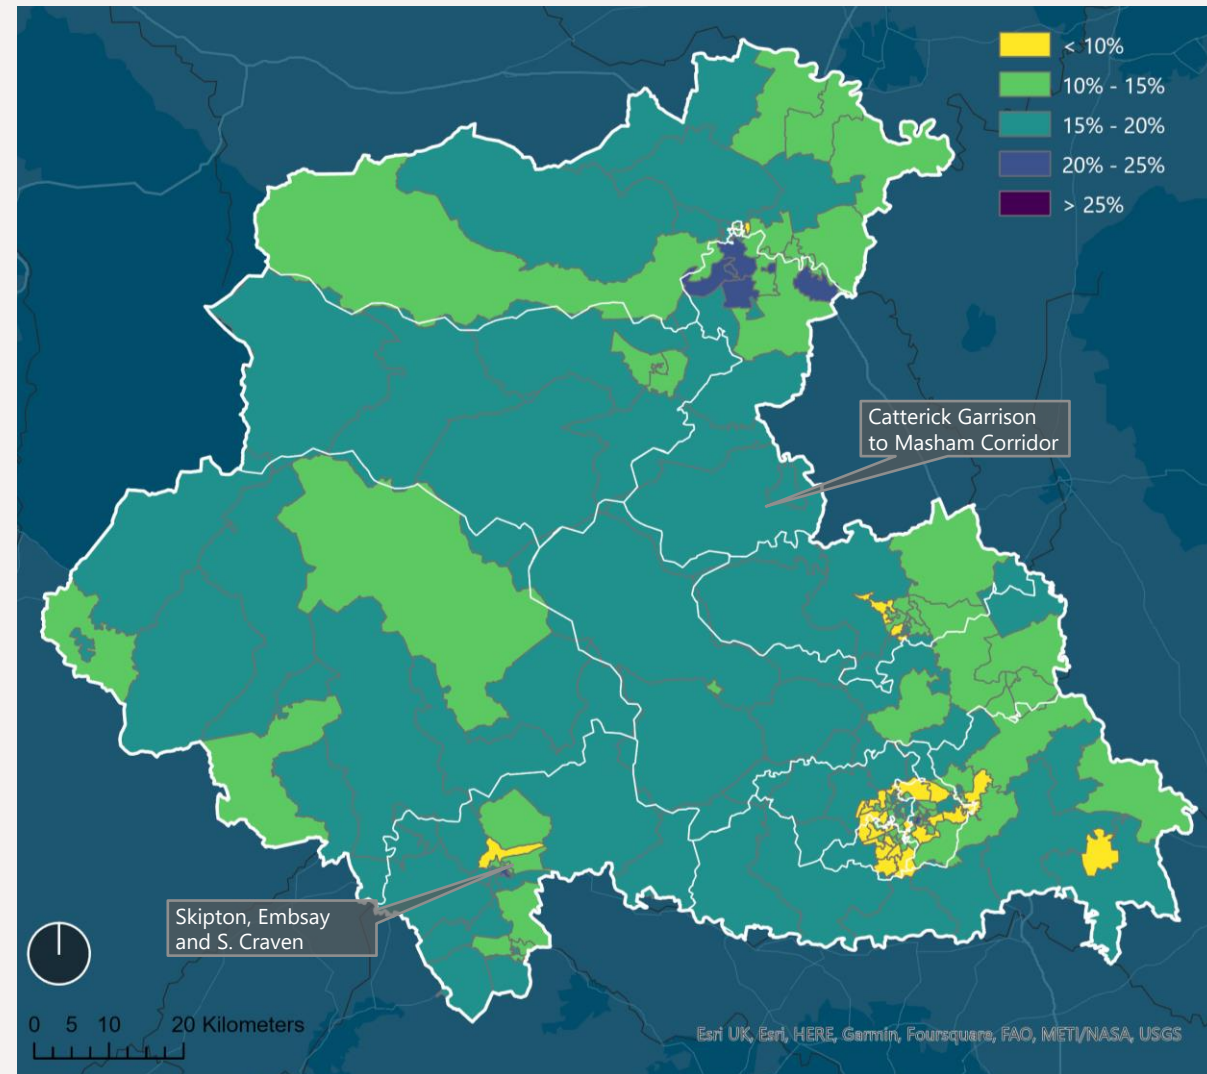 < 10%
10% - 15%
15% - 20%
20% - 25%
> 25%
Catterick Garrison
to Masham Corridor
Skipton, Embsay
and S. Craven
0 5 10 20 Kilometers
Esri UK, Esri, HERE, Garmin, Foursquare, FAO, METI/NASA, USGS